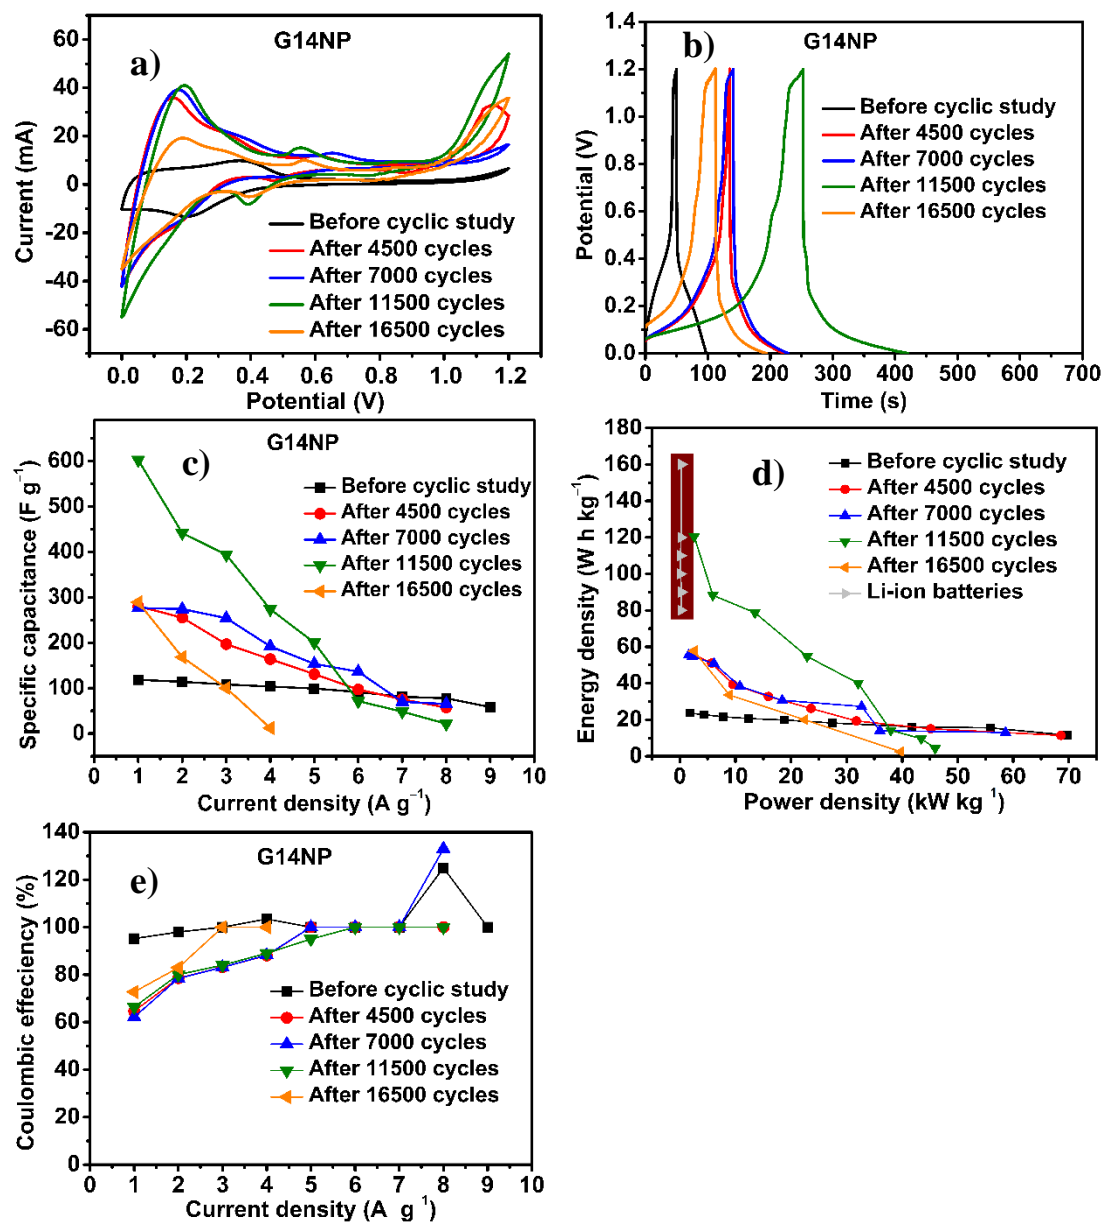 G14NP
a)
Current (mA)
60
40
20
0
-20
-40
-60
Before cyclic study
After 4500 cycles
After 7000 cycles
After 11500 cycles
After 16500 cycles
0.0 0.2 0.4 0.6 0.8 1.0 1.2
Potential (V)
G14NP
b)
Potential (V)
1.4
1.2
1.0
0.8
0.6
0.4
0.2
0.0
Before cyclic study
After 4500 cycles
After 7000 cycles
After 11500 cycles
After 16500 cycles
0 100 200 300 400 500 600 700
Time (s)
G14NP
c)
Specific capacitance (F g⁻¹)
600
500
400
300
200
100
0
Before cyclic study
After 4500 cycles
After 7000 cycles
After 11500 cycles
After 16500 cycles
0 1 2 3 4 5 6 7 8 9 10
Current density (A g⁻¹)
d)
Energy density (W h kg⁻¹)
180
160
140
120
100
80
60
40
20
0
Before cyclic study
After 4500 cycles
After 7000 cycles
After 11500 cycles
After 16500 cycles
Li-ion batteries
0 10 20 30 40 50 60 70
Power density (kW kg ¹)
G14NP
e)
Coulombic effeciency (%)
140
120
100
80
60
40
20
0
Before cyclic study
After 4500 cycles
After 7000 cycles
After 11500 cycles
After 16500 cycles
0 1 2 3 4 5 6 7 8 9 10
Current density (A g ¹)